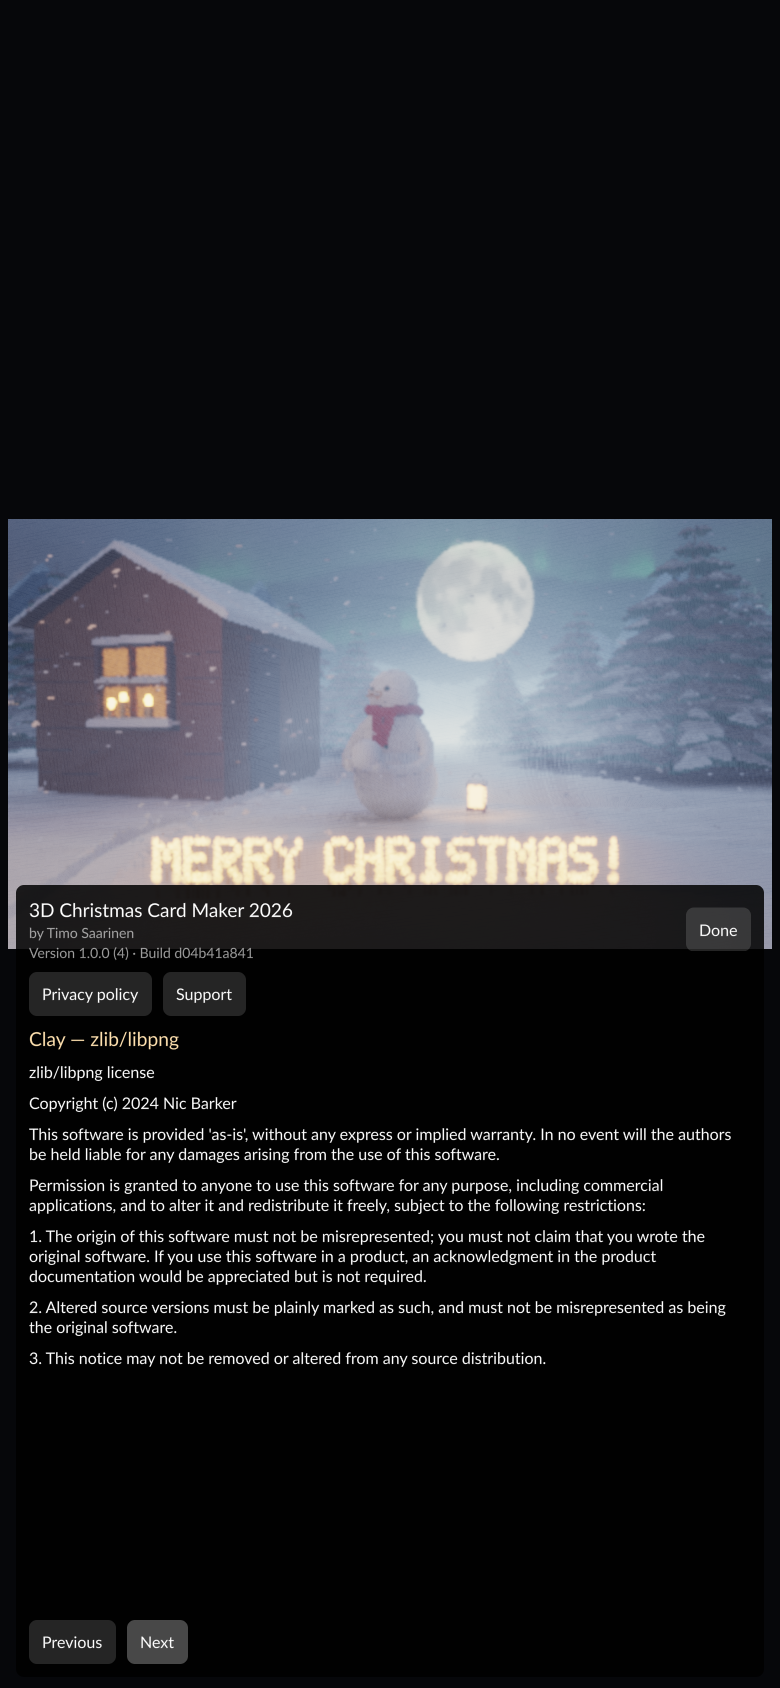 MERRY CHRISTMAS!
3D Christmas Card Maker 2026
by Timo Saarinen
Done
Version 1.0.0 (4) · Build d04b41a841
Privacy policy Support
Clay — zlib/libpng
zlib/libpng license
Copyright (c) 2024 Nic Barker
This software is provided 'as-is', without any express or implied warranty. In no event will the authors
be held liable for any damages arising from the use of this software.
Permission is granted to anyone to use this software for any purpose, including commercial
applications, and to alter it and redistribute it freely, subject to the following restrictions:
1. The origin of this software must not be misrepresented; you must not claim that you wrote the
original software. If you use this software in a product, an acknowledgment in the product
documentation would be appreciated but is not required.
2. Altered source versions must be plainly marked as such, and must not be misrepresented as being
the original software.
3. This notice may not be removed or altered from any source distribution.
Previous Next